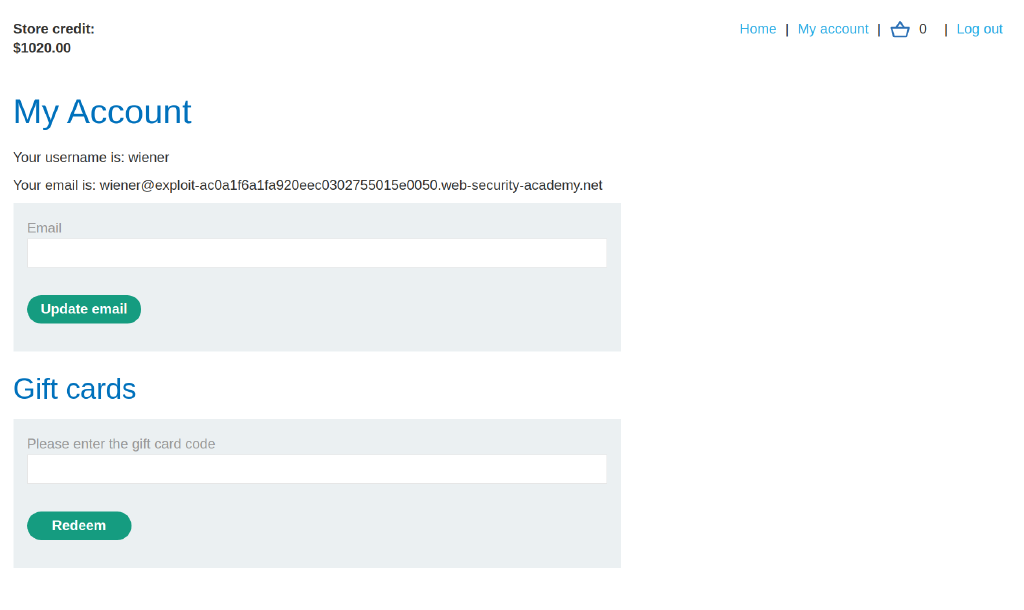 Store credit:
$1020.00
Home | My account | 0 | Log out
My Account
Your username is: wiener
Your email is: wiener@exploit-ac0a1f6a1fa920eec0302755015e0050.web-security-academy.net
Email
Update email
Gift cards
Please enter the gift card code
Redeem